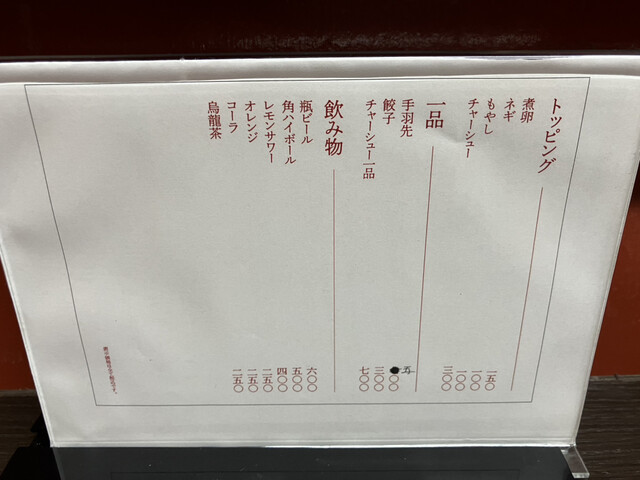 トッピング
煮卵 一五〇
ネギ 一〇〇
もやし 一〇〇
チャーシュー 三〇〇
一品
手羽先 五〇〇
餃子 三〇〇
チャーシュー一品 七〇〇
飲み物
瓶ビール 六〇〇
角ハイボール 五〇〇
レモンサワー 四〇〇
オレンジ 二五〇
コーラ 二五〇
烏龍茶 二五〇